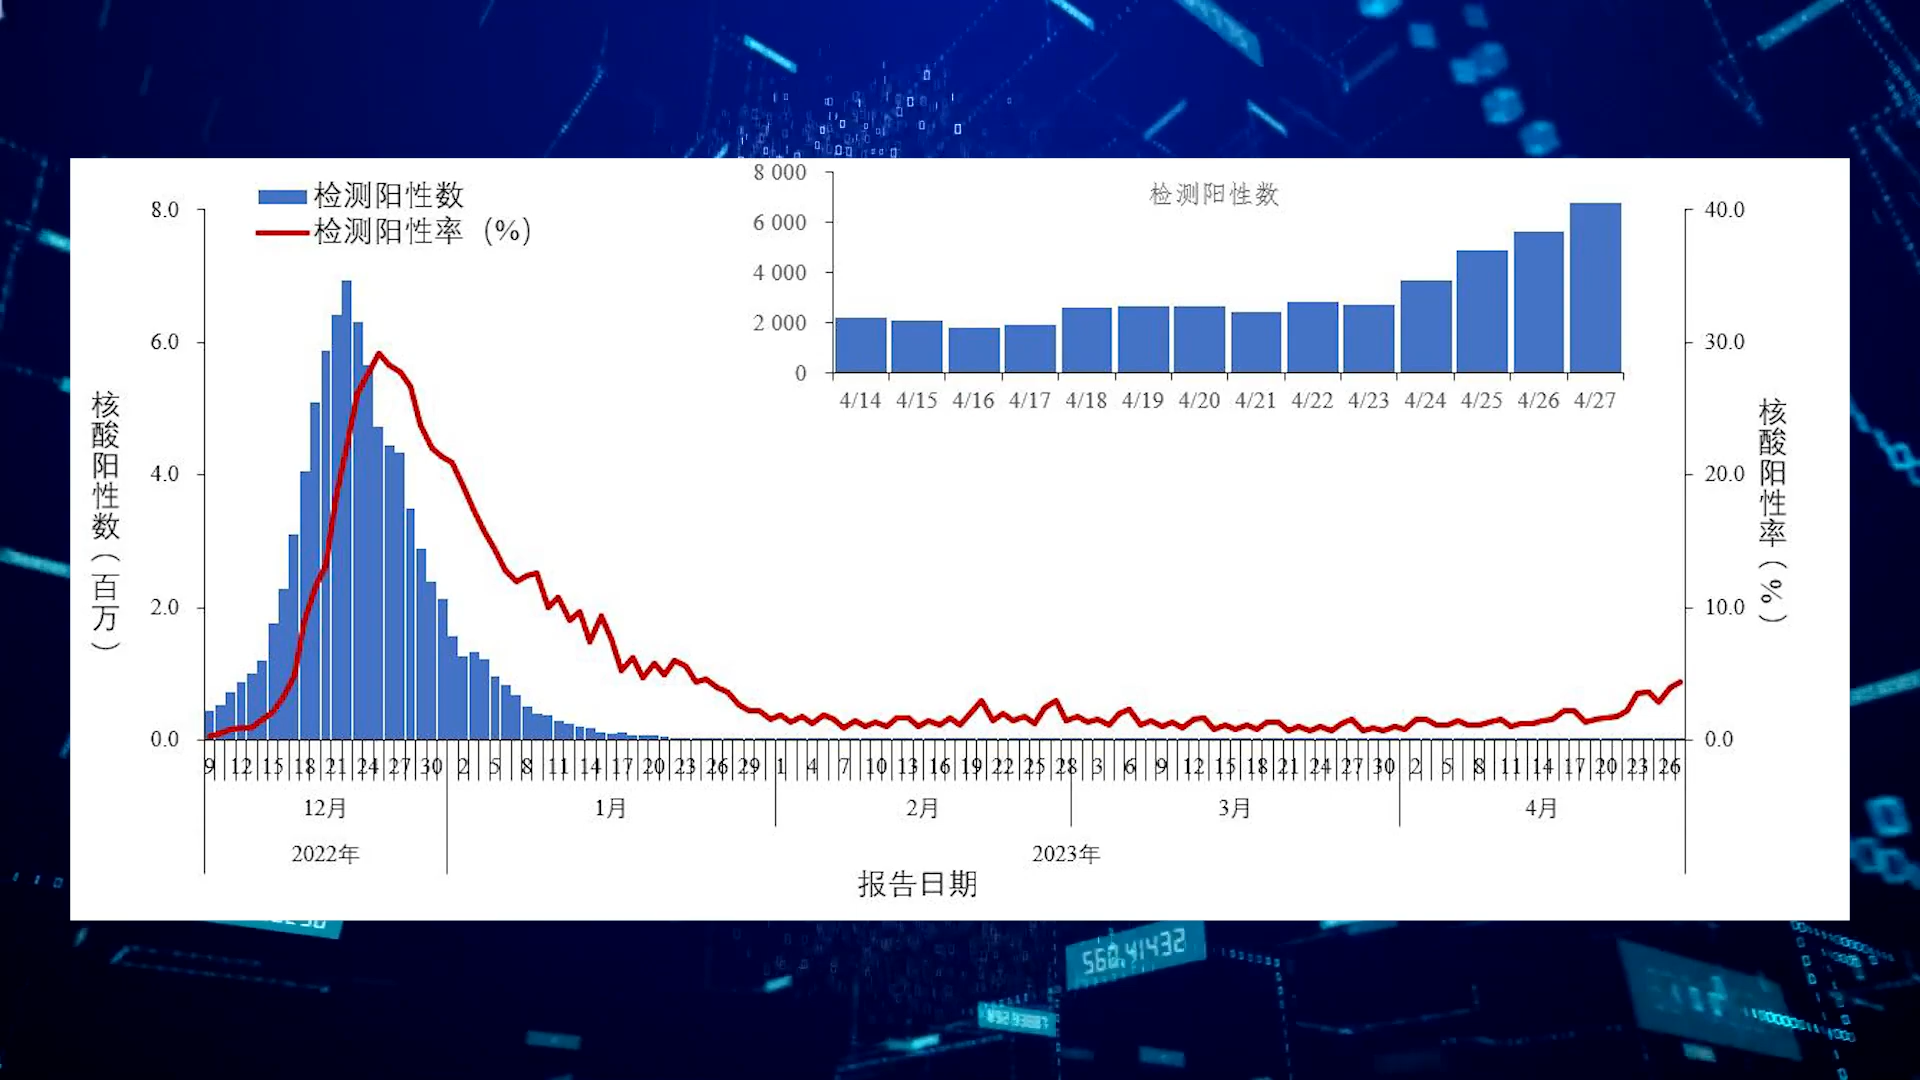 检测阳性数
检测阳性率（%）
8.0
6.0
4.0
2.0
0.0
核酸阳性数（百万）
检测阳性数
8 000
6 000
4 000
2 000
0
4/14 4/15 4/16 4/17 4/18 4/19 4/20 4/21 4/22 4/23 4/24 4/25 4/26 4/27
40.0
30.0
20.0
10.0
0.0
核酸阳性率（%）
9 12 15 18 21 24 27 30 2 5 8 11 14 17 20 23 26 29 1 4 7 10 13 16 19 22 25 28 3 6 9 12 15 18 21 24 27 30 2 5 8 11 14 17 20 23 26
12月 1月 2月 3月 4月
2022年 2023年
报告日期
560.41432